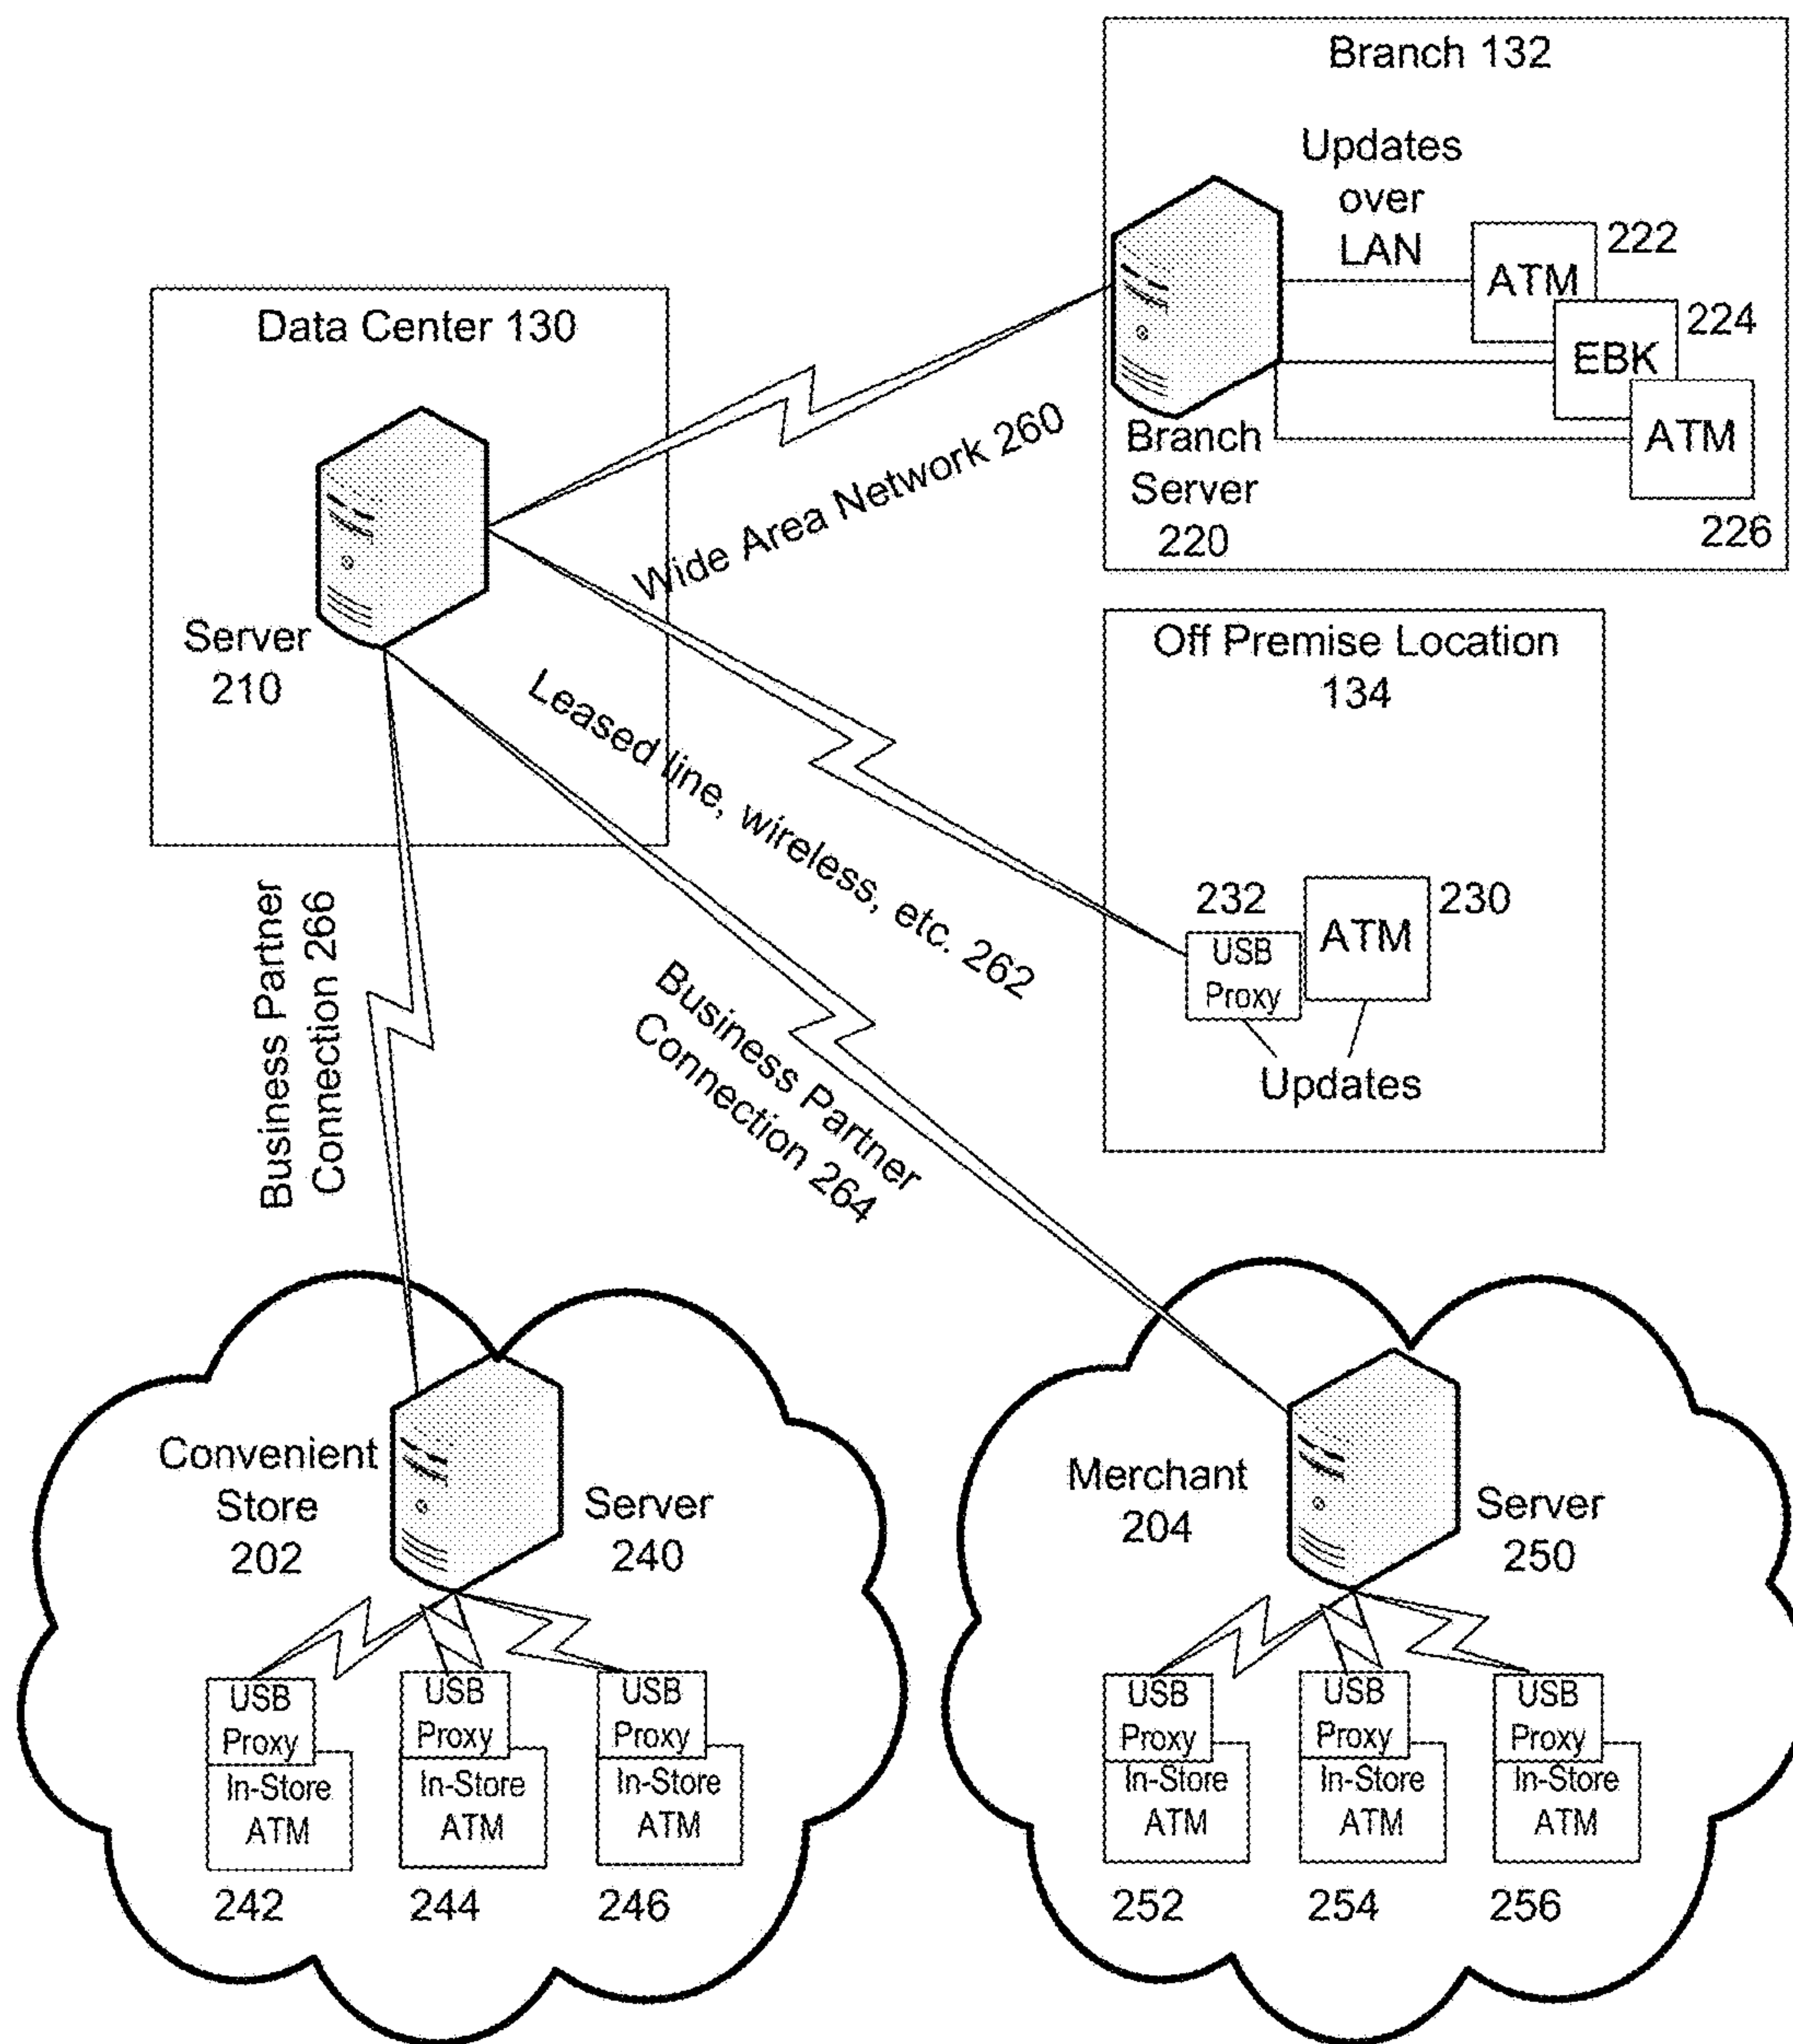 Branch 132
Updates
over
LAN
222
ATM
224
EBK
ATM
226
Branch
Server
220
Data Center 130
Server
210
Wide Area Network 260
Off Premise Location
134
232
230
USB
Proxy
ATM
Updates
Leased line, wireless, etc. 262
Business Partner
Connection 264
Business Partner
Connection 266
Convenient
Store
202
Server
240
USB
Proxy
In-Store
ATM
242
USB
Proxy
In-Store
ATM
244
USB
Proxy
In-Store
ATM
246
Merchant
204
Server
250
USB
Proxy
In-Store
ATM
252
USB
Proxy
In-Store
ATM
254
USB
Proxy
In-Store
ATM
256